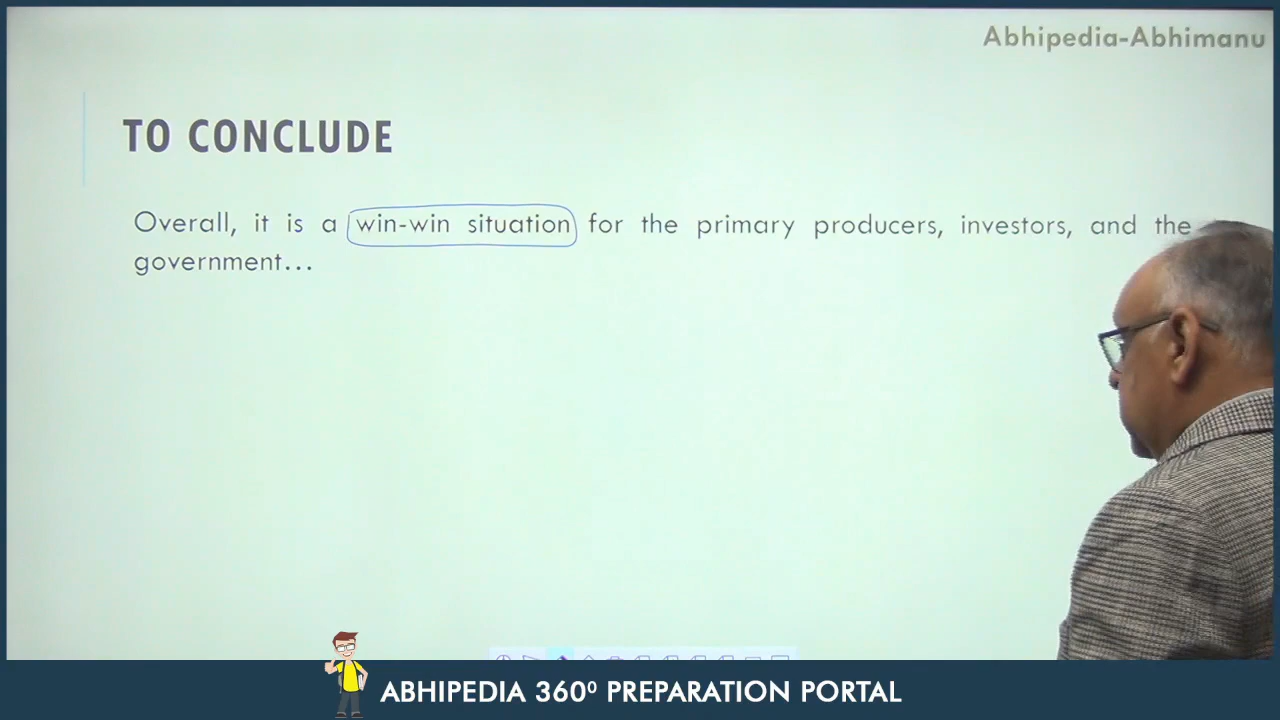 Abhipedia-Abhimanu
TO CONCLUDE
Overall, it is a win-win situation for the primary producers, investors, and the
government...
ABHIPEDIA 360⁰ PREPARATION PORTAL